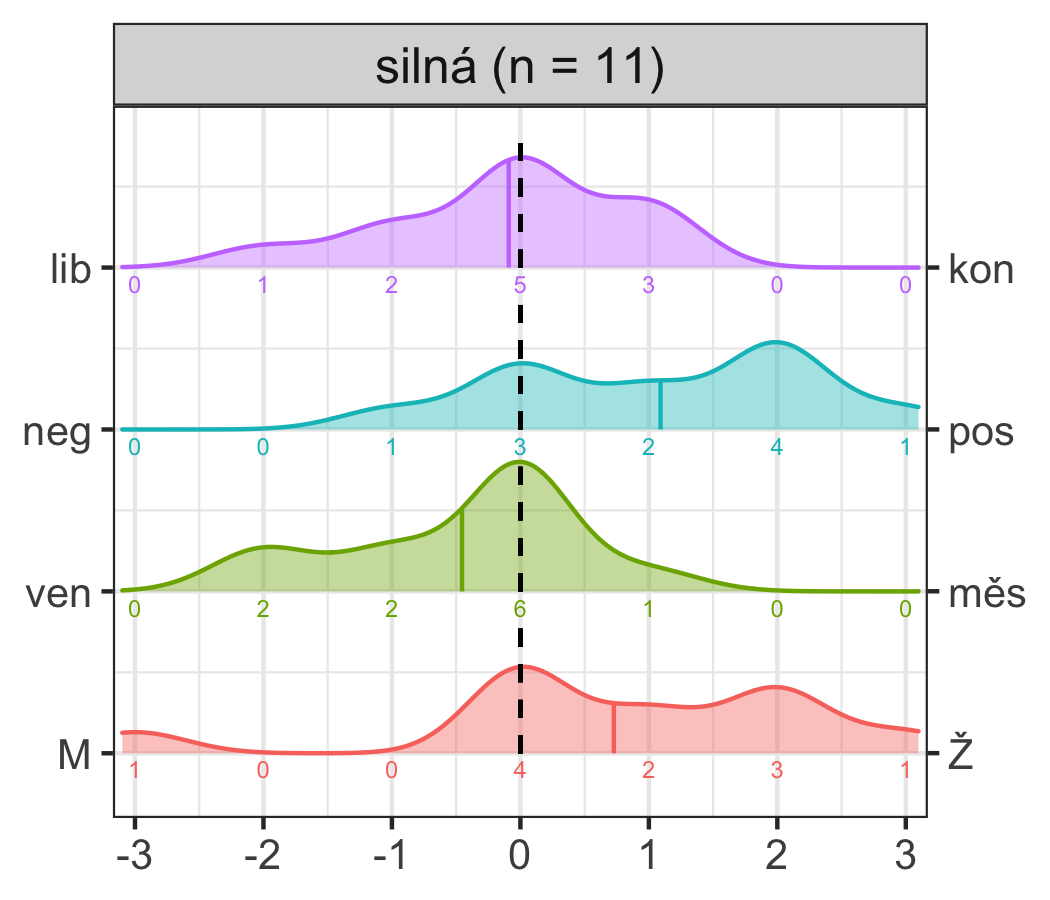 silná (n = 11)
lib kon
0 1 2 5 3 0 0
neg pos
0 0 1 3 2 4 1
ven měs
0 2 2 6 1 0 0
M Ž
1 0 0 4 2 3 1
-3 -2 -1 0 1 2 3